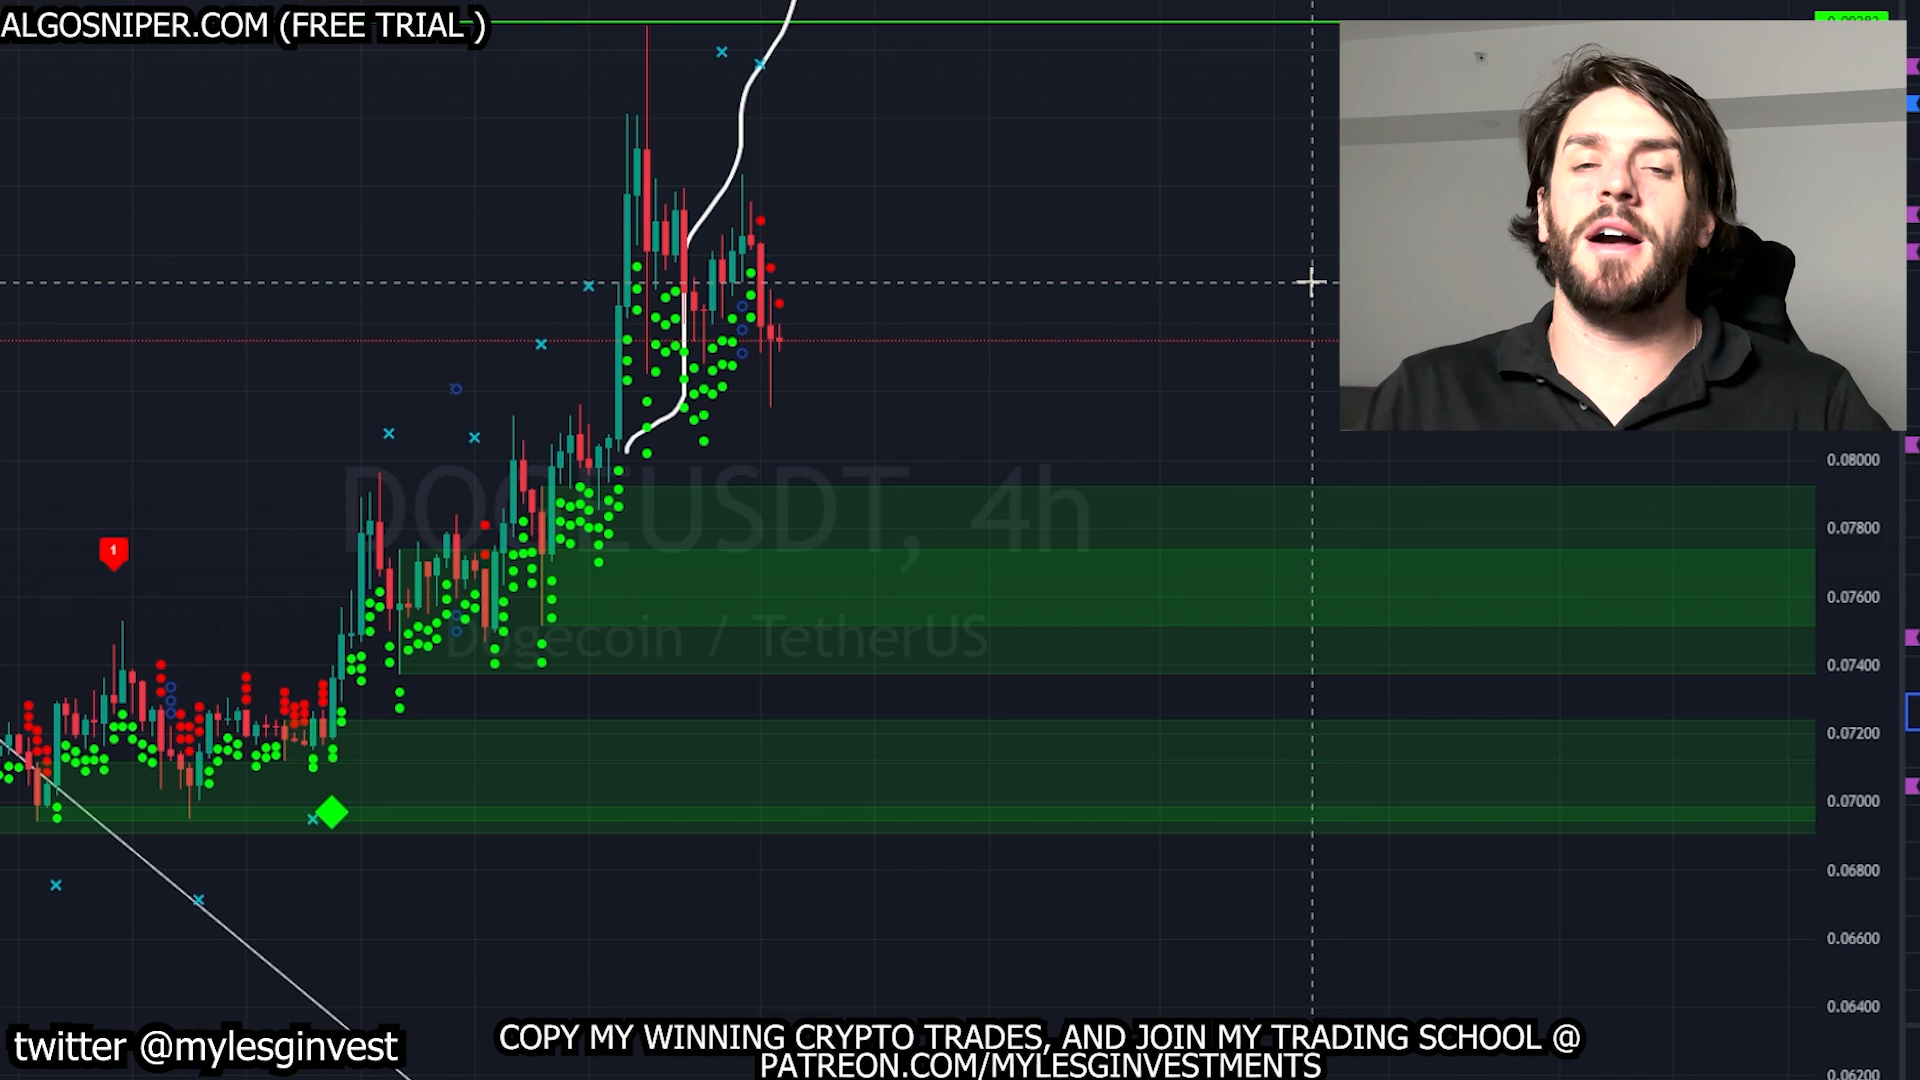 ALGOSNIPER.COM (FREE TRIAL )
DOGEUSDT, 4h
Dogecoin / TetherUS
1
0.08000
0.07800
0.07600
0.07400
0.07200
0.07000
0.06800
0.06600
0.06400
0.06200
twitter @mylesginvest
COPY MY WINNING CRYPTO TRADES, AND JOIN MY TRADING SCHOOL @
PATREON.COM/MYLESGINVESTMENTS